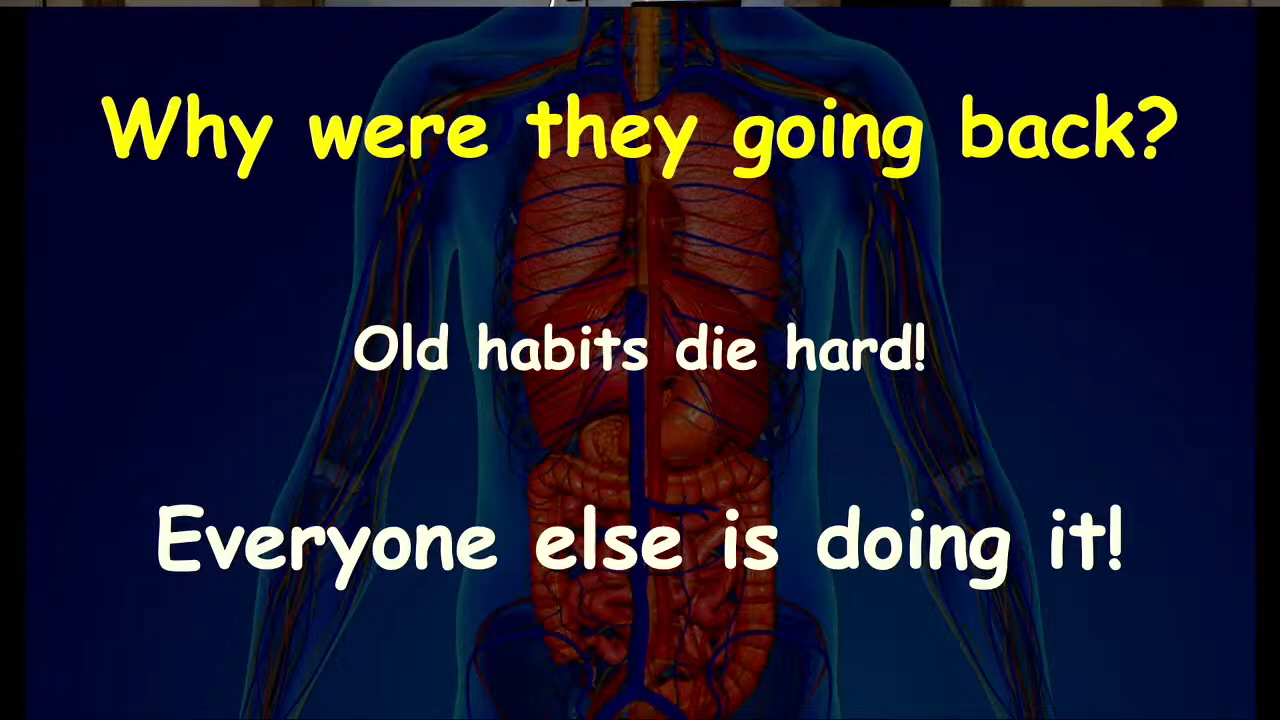 Why were they going back?
Old habits die hard!
Everyone else is doing it!